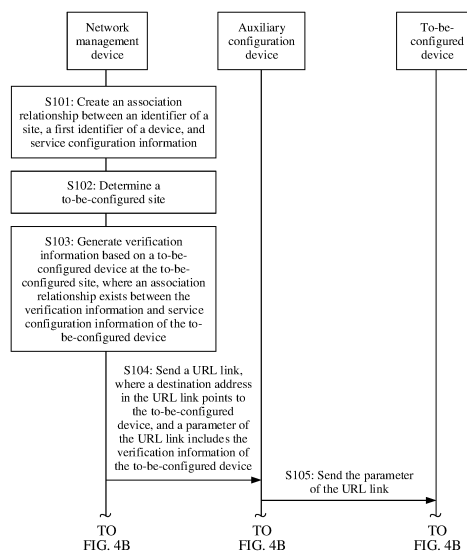 Network
management
device
Auxiliary
configuration
device
To-be-
configured
device
S101: Create an association
relationship between an identifier of a
site, a first identifier of a device, and
service configuration information
S102: Determine a
to-be-configured site
S103: Generate verification
information based on a to-be-
configured device at the to-be-
configured site, where an association
relationship exists between the
verification information and service
configuration information of the to-
be-configured device
S104: Send a URL link,
where a destination address
in the URL link points to
the to-be-configured
device, and a parameter of
the URL link includes the
verification information of
the to-be-configured device
S105: Send the parameter
of the URL link
TO
FIG. 4B
TO
FIG. 4B
TO
FIG. 4B